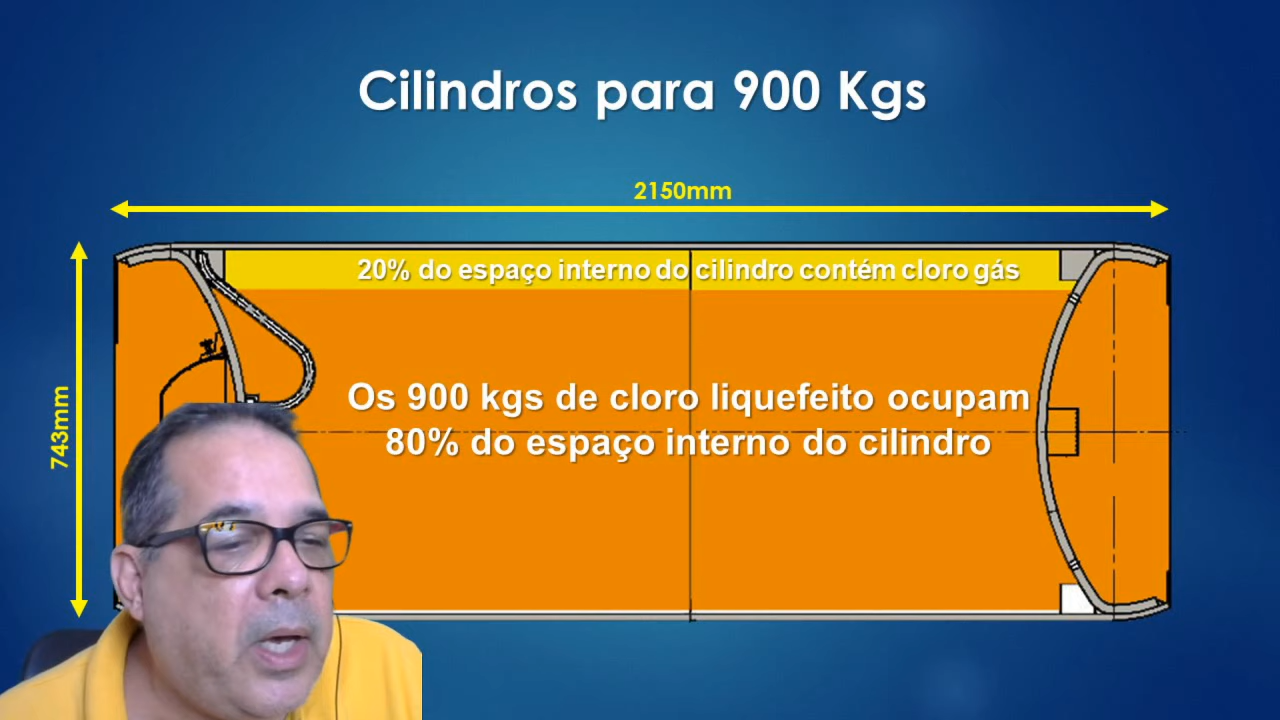 Cilindros para 900 Kgs
2150mm
20% do espaço interno do cilindro contém cloro gás
743mm
Os 900 kgs de cloro liquefeito ocupam
80% do espaço interno do cilindro